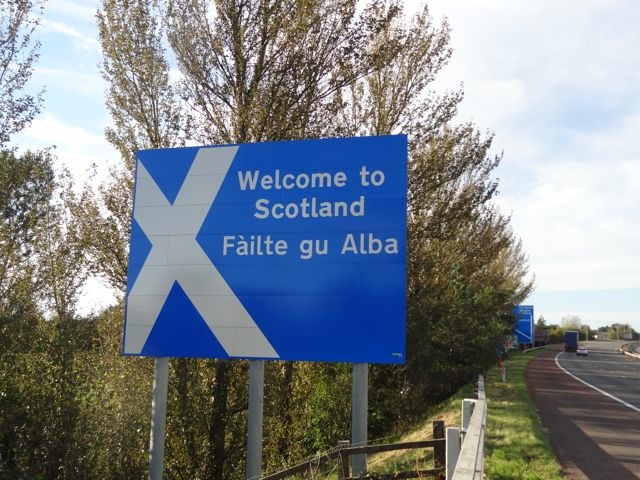 Welcome to
Scotland
Fàilte gu Alba